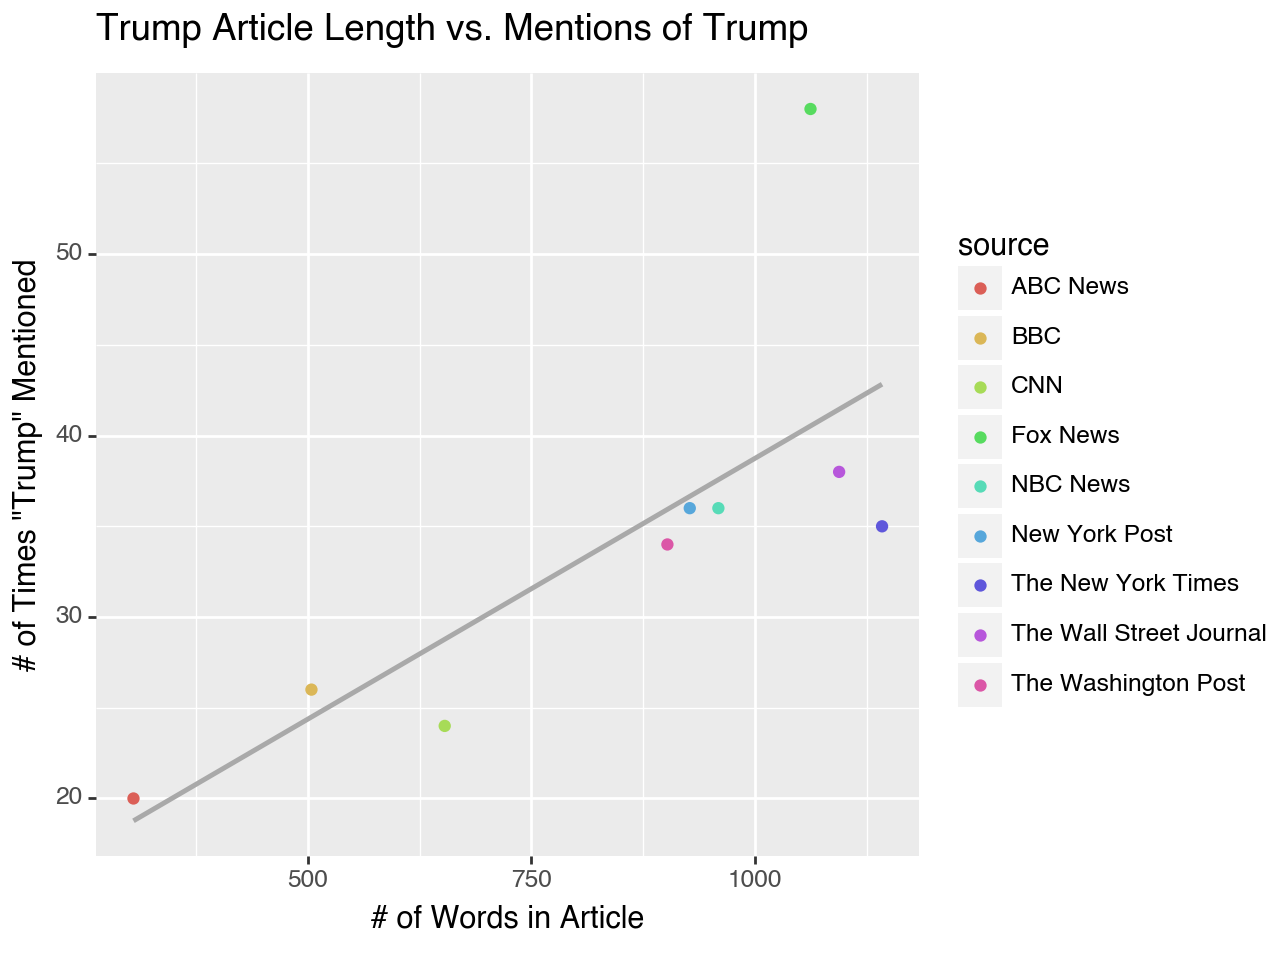 Trump Article Length vs. Mentions of Trump
# of Times "Trump" Mentioned
50
40
30
20
500 750 1000
# of Words in Article
source
ABC News
BBC
CNN
Fox News
NBC News
New York Post
The New York Times
The Wall Street Journal
The Washington Post